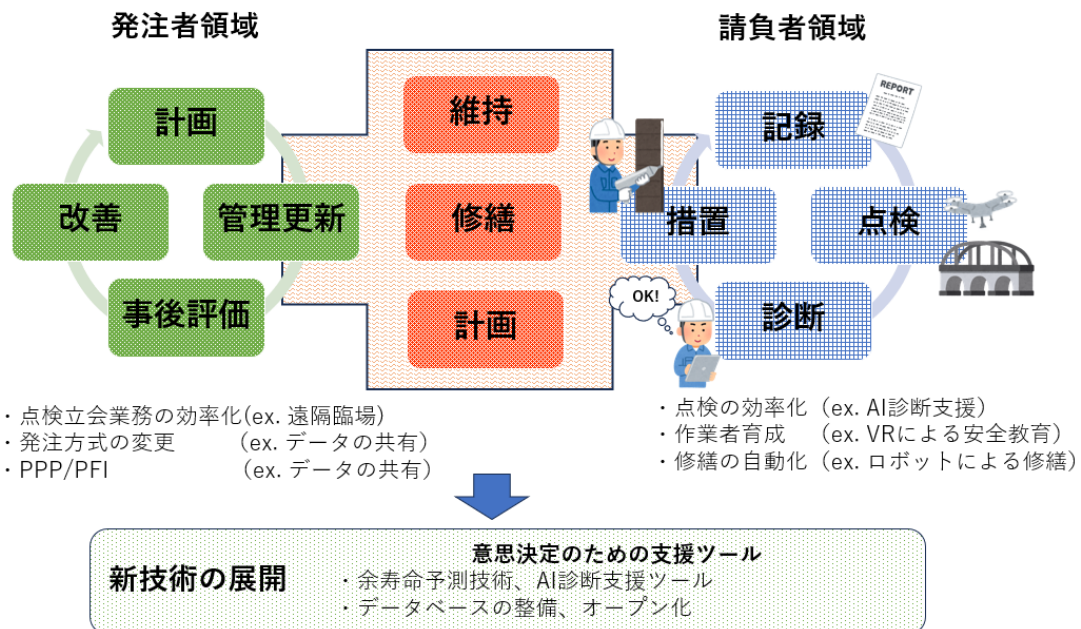 発注者領域
計画
改善
管理更新
事後評価
維持
修繕
計画
請負者領域
REPORT
記録
措置
点検
OK!
診断
・点検立会業務の効率化(ex. 遠隔臨場)
・発注方式の変更 (ex. データの共有)
・PPP/PFI (ex. データの共有)
・点検の効率化（ex. AI診断支援）
・作業者育成 （ex. VRによる安全教育）
・修繕の自動化（ex. ロボットによる修繕）
新技術の展開
意思決定のための支援ツール
・余寿命予測技術、AI診断支援ツール
・データベースの整備、オープン化